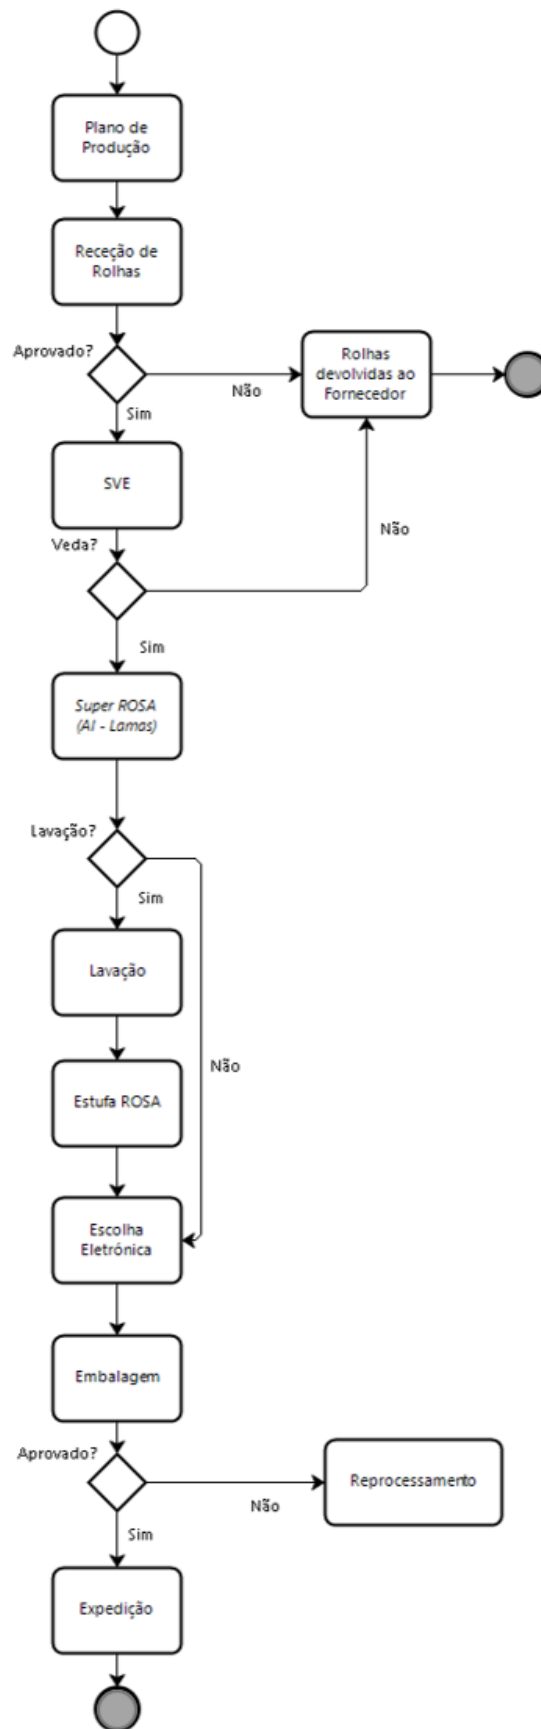 Plano de
Produção
Receção de
Rolhas
Aprovado?
Rolhas
devolvidas ao
Fornecedor
Não
Sim
SVE
Veda?
Não
Sim
Super ROSA
(AI - Lamas)
Lavação?
Sim
Lavação
Não
Estufa ROSA
Escolha
Eletrónica
Embalagem
Aprovado?
Reprocessamento
Não
Sim
Expedição